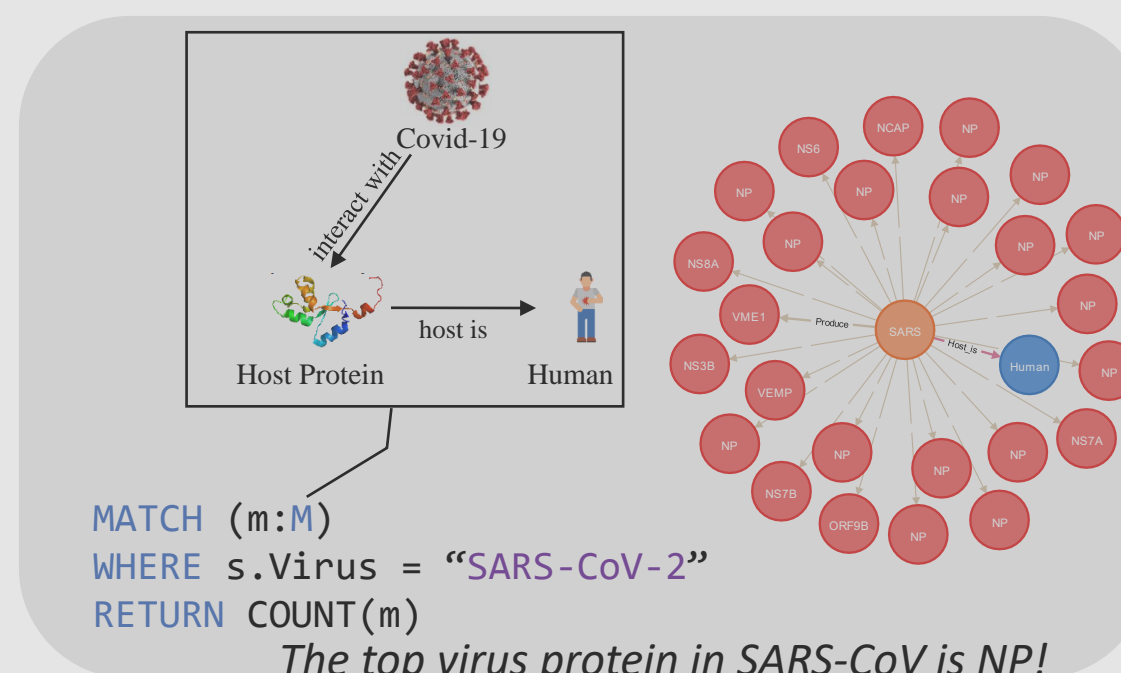 Covid-19
interact with
host is
Host Protein
Human
NCAP
NP
NS6
NP
NP
NP
NP
NP
NP
NP
NS8A
NP
VME1
Produce
SARS
Host_is
Human
NP
NS3B
NP
VEMP
NP
NP
NP
NP
NS7A
NS7B
ORF9B
NP
NP
MATCH (m:M)
WHERE s.Virus = “SARS-CoV-2”
RETURN COUNT(m)
The top virus protein in SARS-CoV is NP!